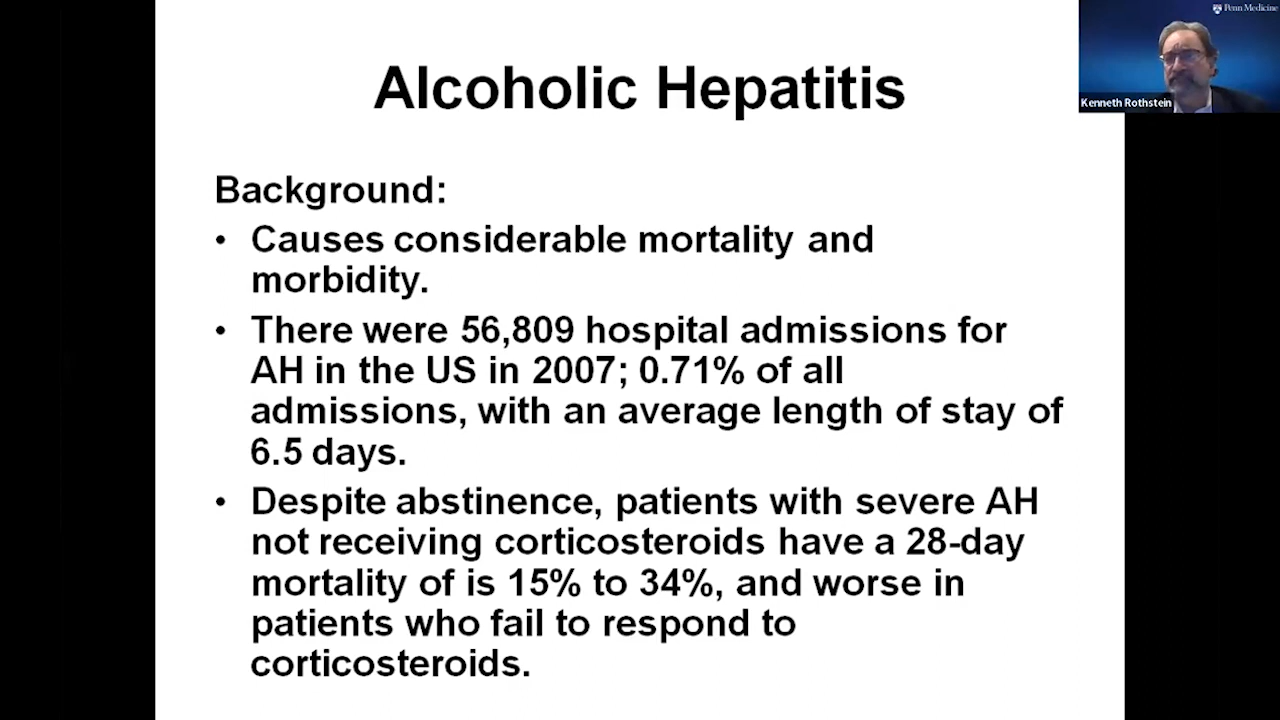 Penn Medicine
Kenneth Rothstein
Alcoholic Hepatitis
Background:
• Causes considerable mortality and
morbidity.
• There were 56,809 hospital admissions for
AH in the US in 2007; 0.71% of all
admissions, with an average length of stay of
6.5 days.
• Despite abstinence, patients with severe AH
not receiving corticosteroids have a 28-day
mortality of is 15% to 34%, and worse in
patients who fail to respond to
corticosteroids.